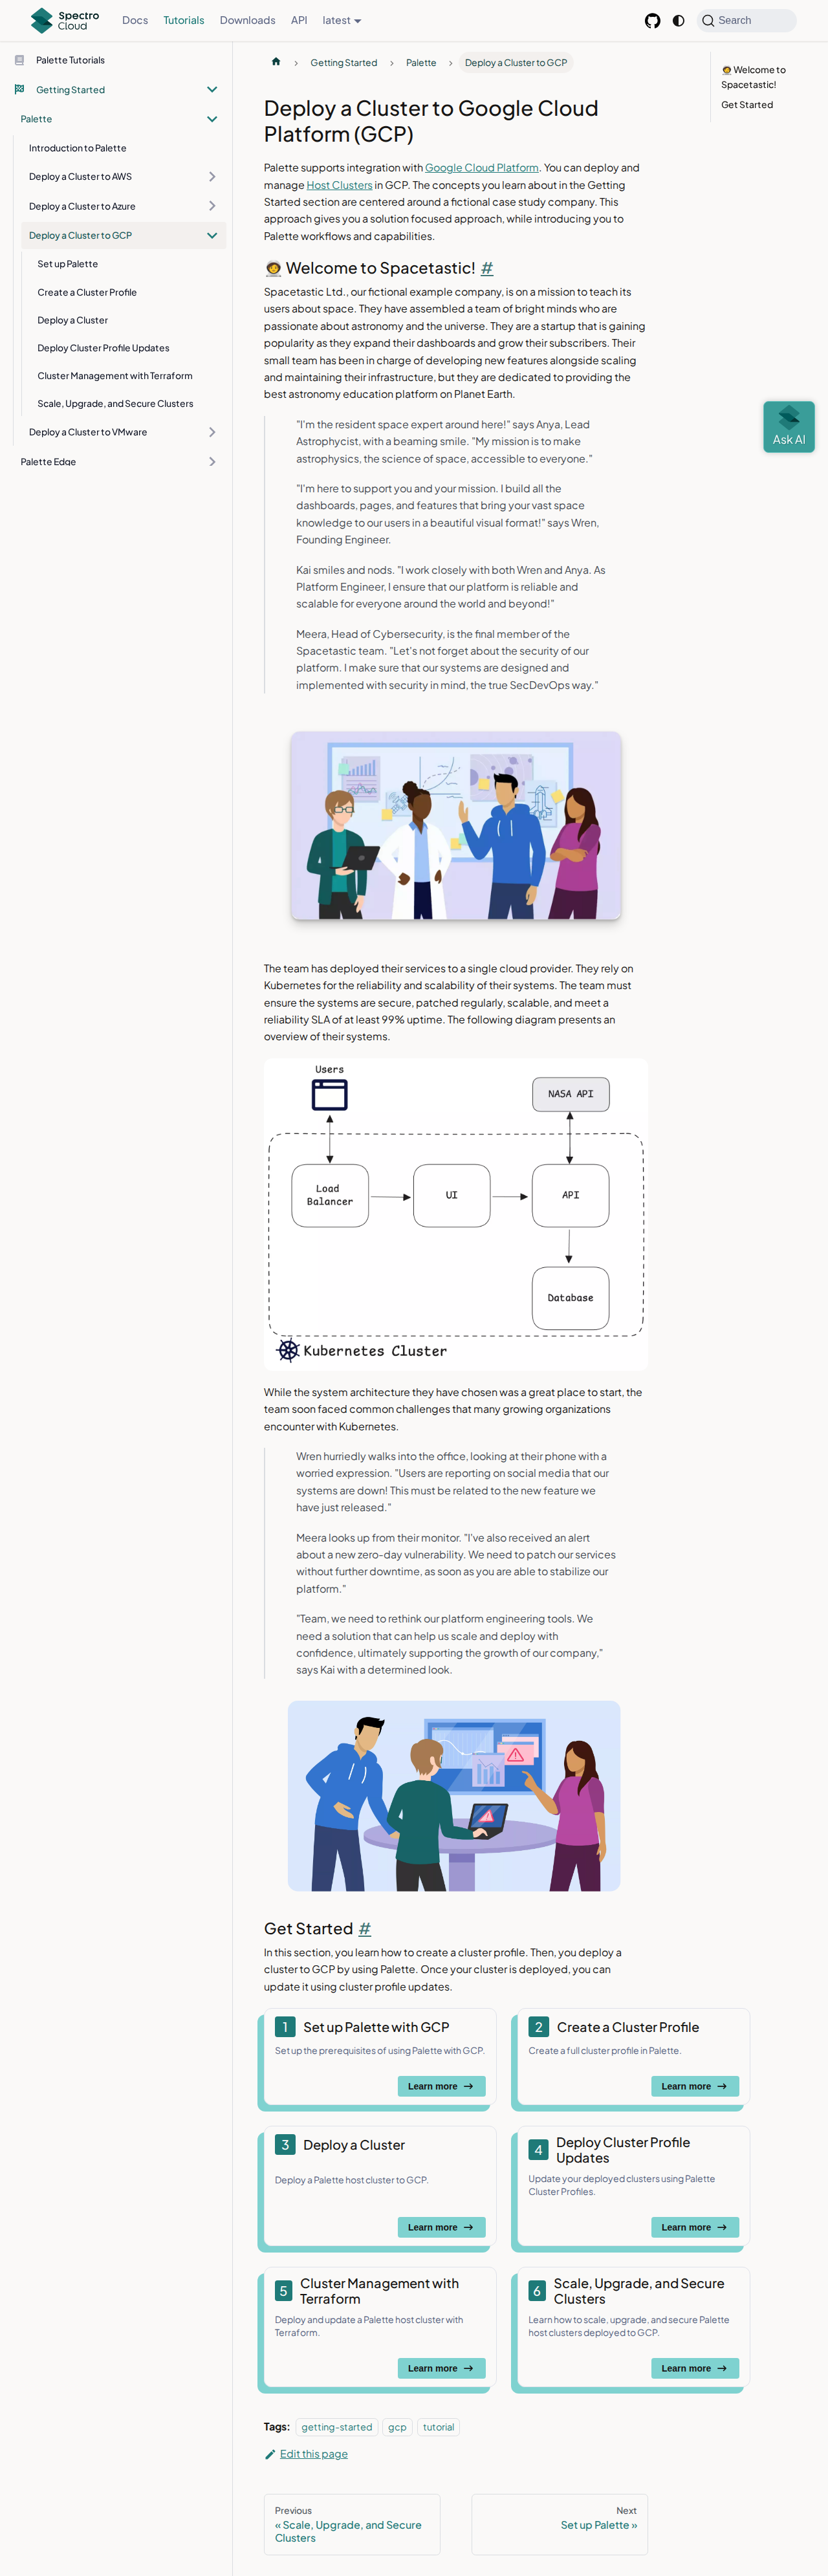 Spectro
Cloud
Docs
Tutorials
Downloads
API
latest
Search
Palette Tutorials
Getting Started
Palette
Introduction to Palette
Deploy a Cluster to AWS
Deploy a Cluster to Azure
Deploy a Cluster to GCP
Set up Palette
Create a Cluster Profile
Deploy a Cluster
Deploy Cluster Profile Updates
Cluster Management with Terraform
Scale, Upgrade, and Secure Clusters
Deploy a Cluster to VMware
Palette Edge
Getting Started
Palette
Deploy a Cluster to GCP
Deploy a Cluster to Google Cloud
Platform (GCP)
Palette supports integration with Google Cloud Platform. You can deploy and
manage Host Clusters in GCP. The concepts you learn about in the Getting
Started section are centered around a fictional case study company. This
approach gives you a solution focused approach, while introducing you to
Palette workflows and capabilities.
🧑‍🚀 Welcome to Spacetastic! #
Spacetastic Ltd., our fictional example company, is on a mission to teach its
users about space. They have assembled a team of bright minds who are
passionate about astronomy and the universe. They are a startup that is gaining
popularity as they expand their dashboards and grow their subscribers. Their
small team has been in charge of developing new features alongside scaling
and maintaining their infrastructure, but they are dedicated to providing the
best astronomy education platform on Planet Earth.
"I'm the resident space expert around here!" says Anya, Lead
Astrophycist, with a beaming smile. "My mission is to make
astrophysics, the science of space, accessible to everyone."
"I'm here to support you and your mission. I build all the
dashboards, pages, and features that bring your vast space
knowledge to our users in a beautiful visual format!" says Wren,
Founding Engineer.
Kai smiles and nods. "I work closely with both Wren and Anya. As
Platform Engineer, I ensure that our platform is reliable and
scalable for everyone around the world and beyond!"
Meera, Head of Cybersecurity, is the final member of the
Spacetastic team. "Let's not forget about the security of our
platform. I make sure that our systems are designed and
implemented with security in mind, the true SecDevOps way."
The team has deployed their services to a single cloud provider. They rely on
Kubernetes for the reliability and scalability of their systems. The team must
ensure the systems are secure, patched regularly, scalable, and meet a
reliability SLA of at least 99% uptime. The following diagram presents an
overview of their systems.
Users
NASA API
Load
Balancer
UI
API
Database
Kubernetes Cluster
While the system architecture they have chosen was a great place to start, the
team soon faced common challenges that many growing organizations
encounter with Kubernetes.
Wren hurriedly walks into the office, looking at their phone with a
worried expression. "Users are reporting on social media that our
systems are down! This must be related to the new feature we
have just released."
Meera looks up from their monitor. "I've also received an alert
about a new zero-day vulnerability. We need to patch our services
without further downtime, as soon as you are able to stabilize our
platform."
"Team, we need to rethink our platform engineering tools. We
need a solution that can help us scale and deploy with
confidence, ultimately supporting the growth of our company,"
says Kai with a determined look.
Get Started #
In this section, you learn how to create a cluster profile. Then, you deploy a
cluster to GCP by using Palette. Once your cluster is deployed, you can
update it using cluster profile updates.
1 Set up Palette with GCP
Set up the prerequisites of using Palette with GCP.
Learn more →
2 Create a Cluster Profile
Create a full cluster profile in Palette.
Learn more →
3 Deploy a Cluster
Deploy a Palette host cluster to GCP.
Learn more →
4 Deploy Cluster Profile
Updates
Update your deployed clusters using Palette
Cluster Profiles.
Learn more →
5 Cluster Management with
Terraform
Deploy and update a Palette host cluster with
Terraform.
Learn more →
6 Scale, Upgrade, and Secure
Clusters
Learn how to scale, upgrade, and secure Palette
host clusters deployed to GCP.
Learn more →
Tags: getting-started gcp tutorial
Edit this page
Previous
« Scale, Upgrade, and Secure
Clusters
Next
Set up Palette »
🧑‍🚀 Welcome to
Spacetastic!
Get Started
Ask AI